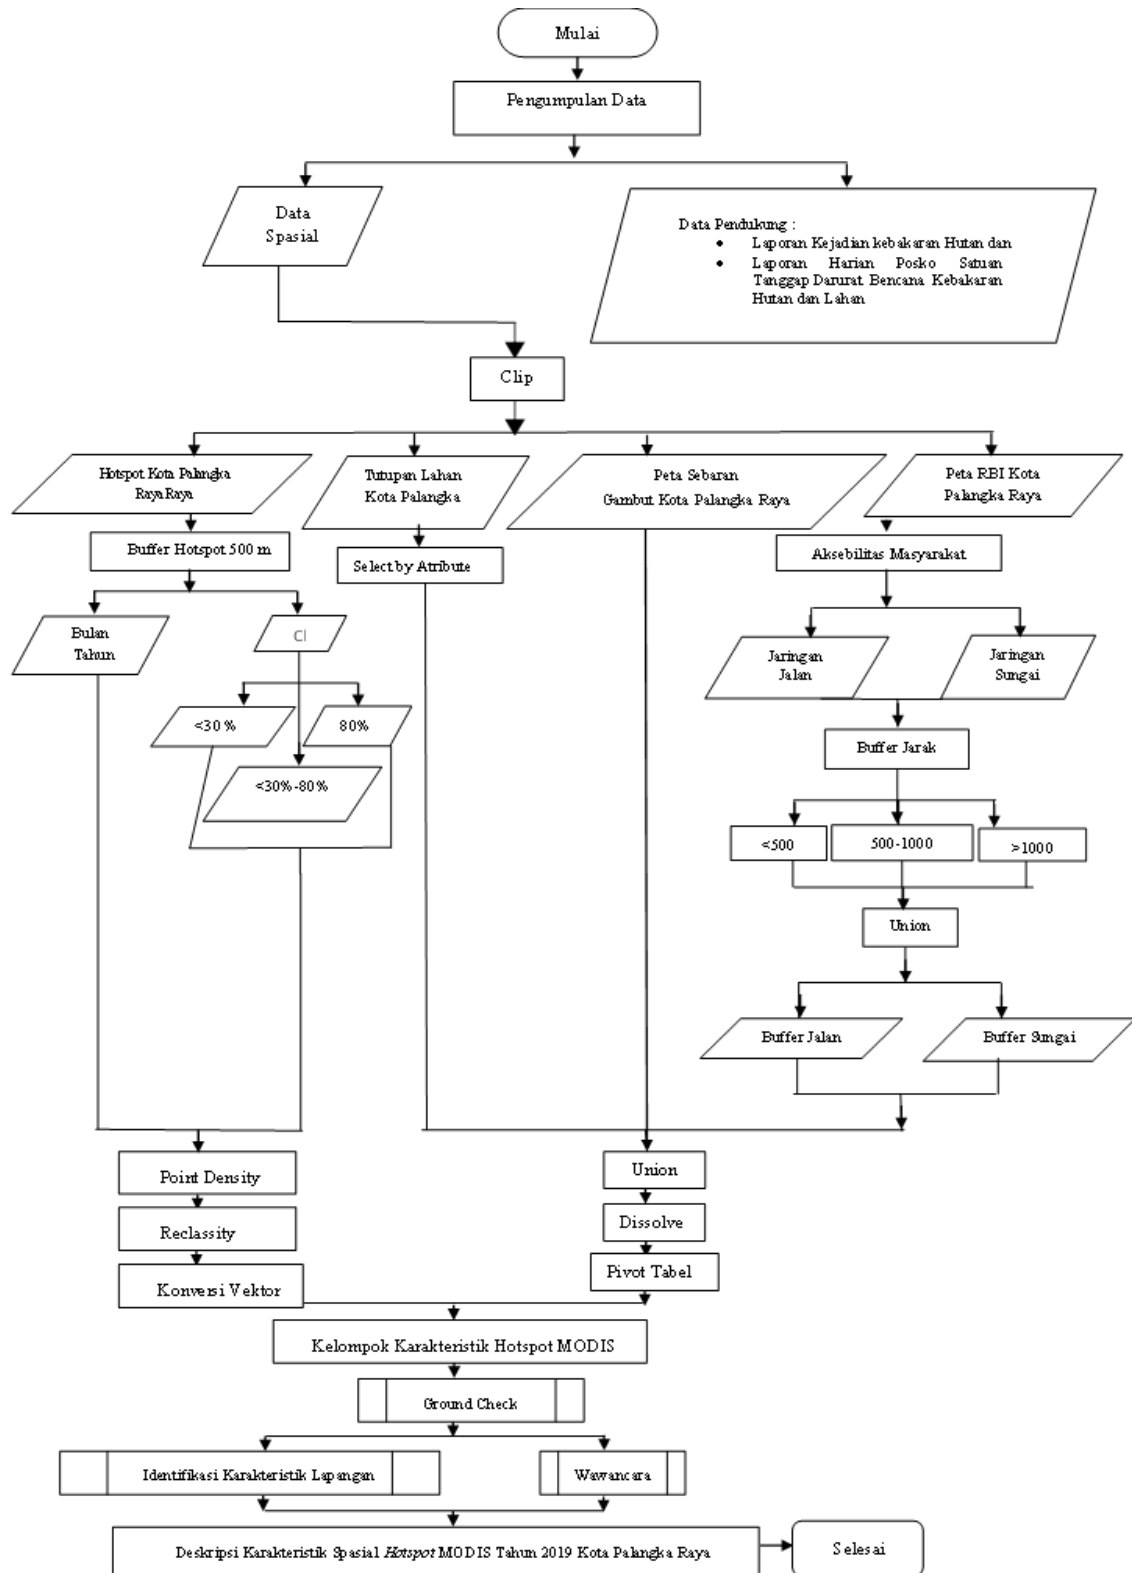 Mulai
Pengumpulan Data
Data
Spasial
Data Pendukung :
• Laporan Kejadian kebakaran Hutan dan
• Laporan Harian Posko Satuan
Tanggap Darurat Bencana Kebakaran
Hutan dan Lahan
Clip
Hotspot Kota Palangka
Raya Raya
Tutupan Lahan
Kota Palangka
Peta Sebaran
Gambut Kota Palangka Raya
Peta RBI Kota
Palangka Raya
Buffer Hotspot 500 m
Select by Atribute
Aksebilitas Masyarakat
Bulan
Tahun
Cl
Jaringan
Jalan
Jaringan
Sungai
<30 %
80%
<30%-80%
Buffer Jarak
<500
500-1000
>1000
Union
Buffer Jalan
Buffer Sungai
Point Density
Union
Reclassity
Dissolve
Konversi Vektor
Pivot Tabel
Kelompok Karakteristik Hotspot MODIS
Ground Check
Identifikasi Karakteristik Lapangan
Wawancara
Deskripsi Karakteristik Spasial Hotspot MODIS Tahun 2019 Kota Palangka Raya
Selesai